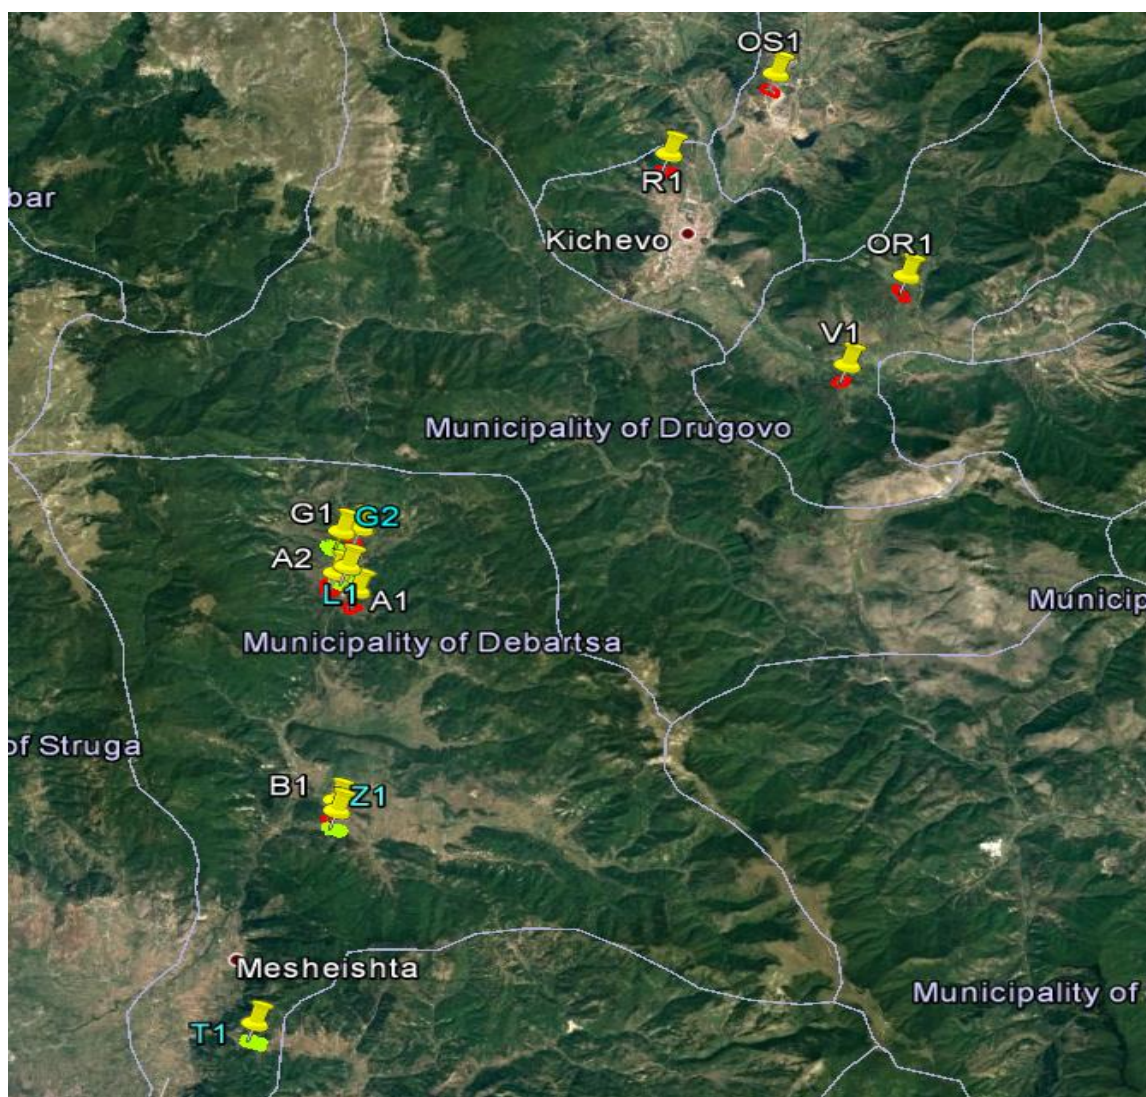 OS1
R1
bar
Kichevo
OR1
V1
Municipality of Drugovo
G1
G2
A2
L1
A1
Municip
Municipality of Debartsa
of Struga
B1
Z1
Mesheishta
Municipality of
T1